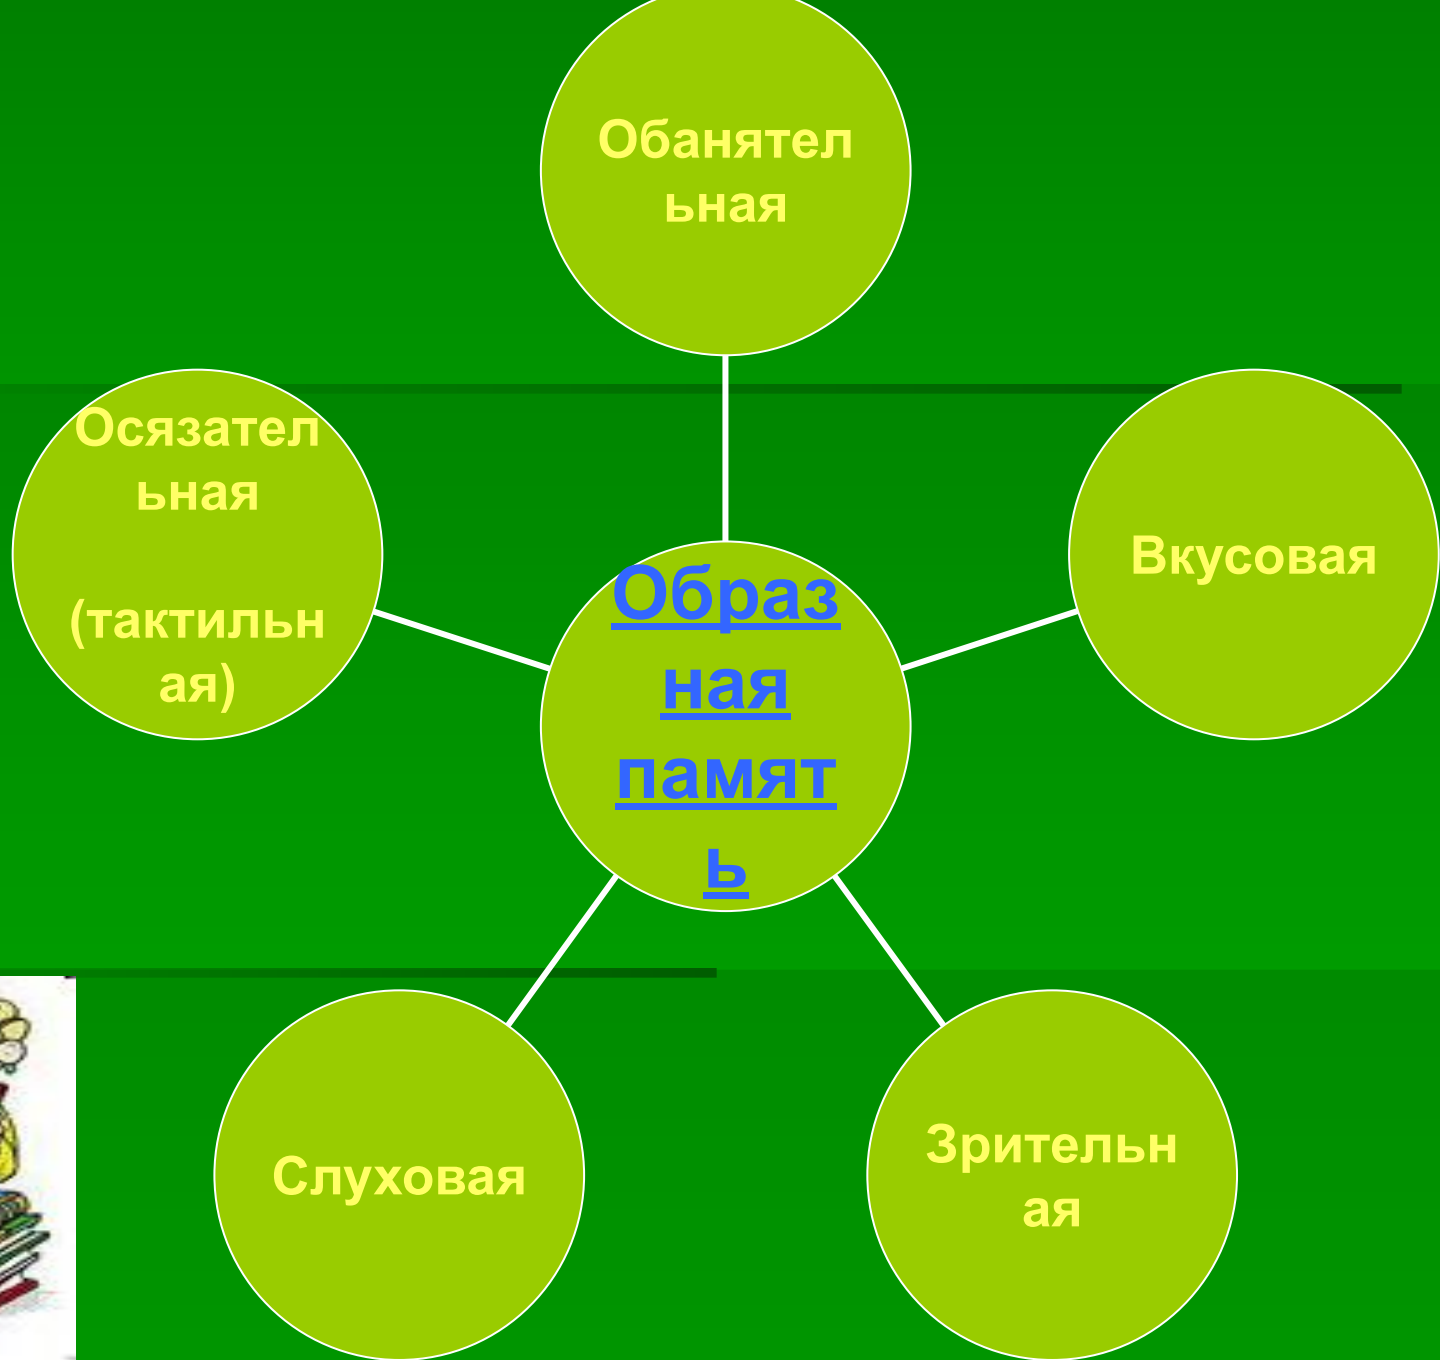 Обанятел
ьная
Осязател
ьная
(тактильн
ая)
Вкусовая
Образ
ная
памят
ь
Слуховая
Зрительн
ая